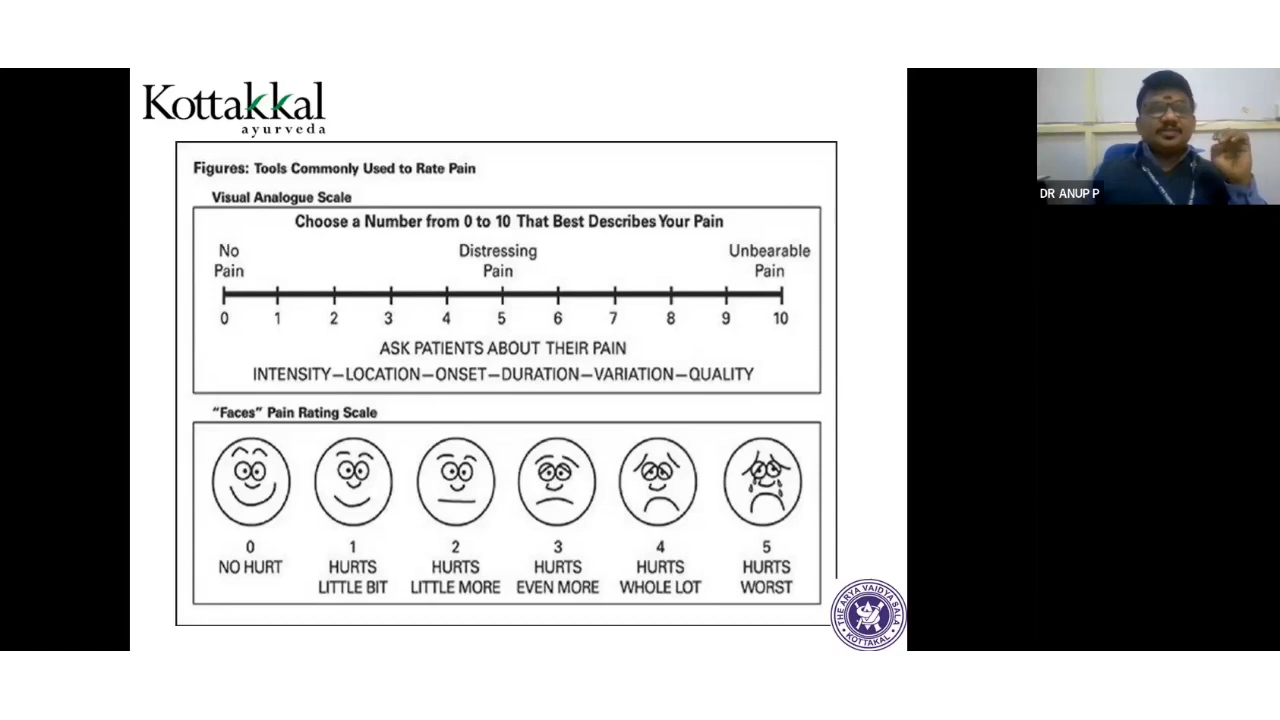 Kottakkal
ayurveda
Figures: Tools Commonly Used to Rate Pain
Visual Analogue Scale
Choose a Number from 0 to 10 That Best Describes Your Pain
No Pain
Distressing Pain
Unbearable Pain
0 1 2 3 4 5 6 7 8 9 10
ASK PATIENTS ABOUT THEIR PAIN
INTENSITY—LOCATION—ONSET—DURATION—VARIATION—QUALITY
"Faces" Pain Rating Scale
0 NO HURT
1 HURTS LITTLE BIT
2 HURTS LITTLE MORE
3 HURTS EVEN MORE
4 HURTS WHOLE LOT
5 HURTS WORST
THE ARYA VAIDYA SALA
KOTTAKAL
DR ANUP P